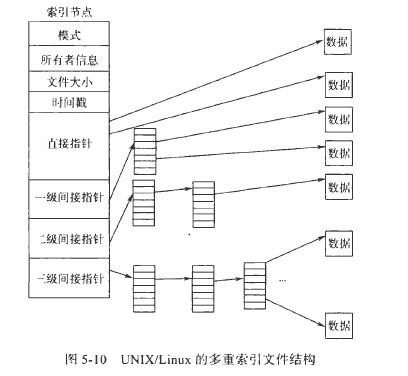 索引节点
模式
所有者信息
文件大小
时间戳
直接指针
一级间接指针
二级间接指针
三级间接指针
数据
数据
数据
数据
数据
数据
...
数据
图 5-10 UNIX/Linux 的多重索引文件结构